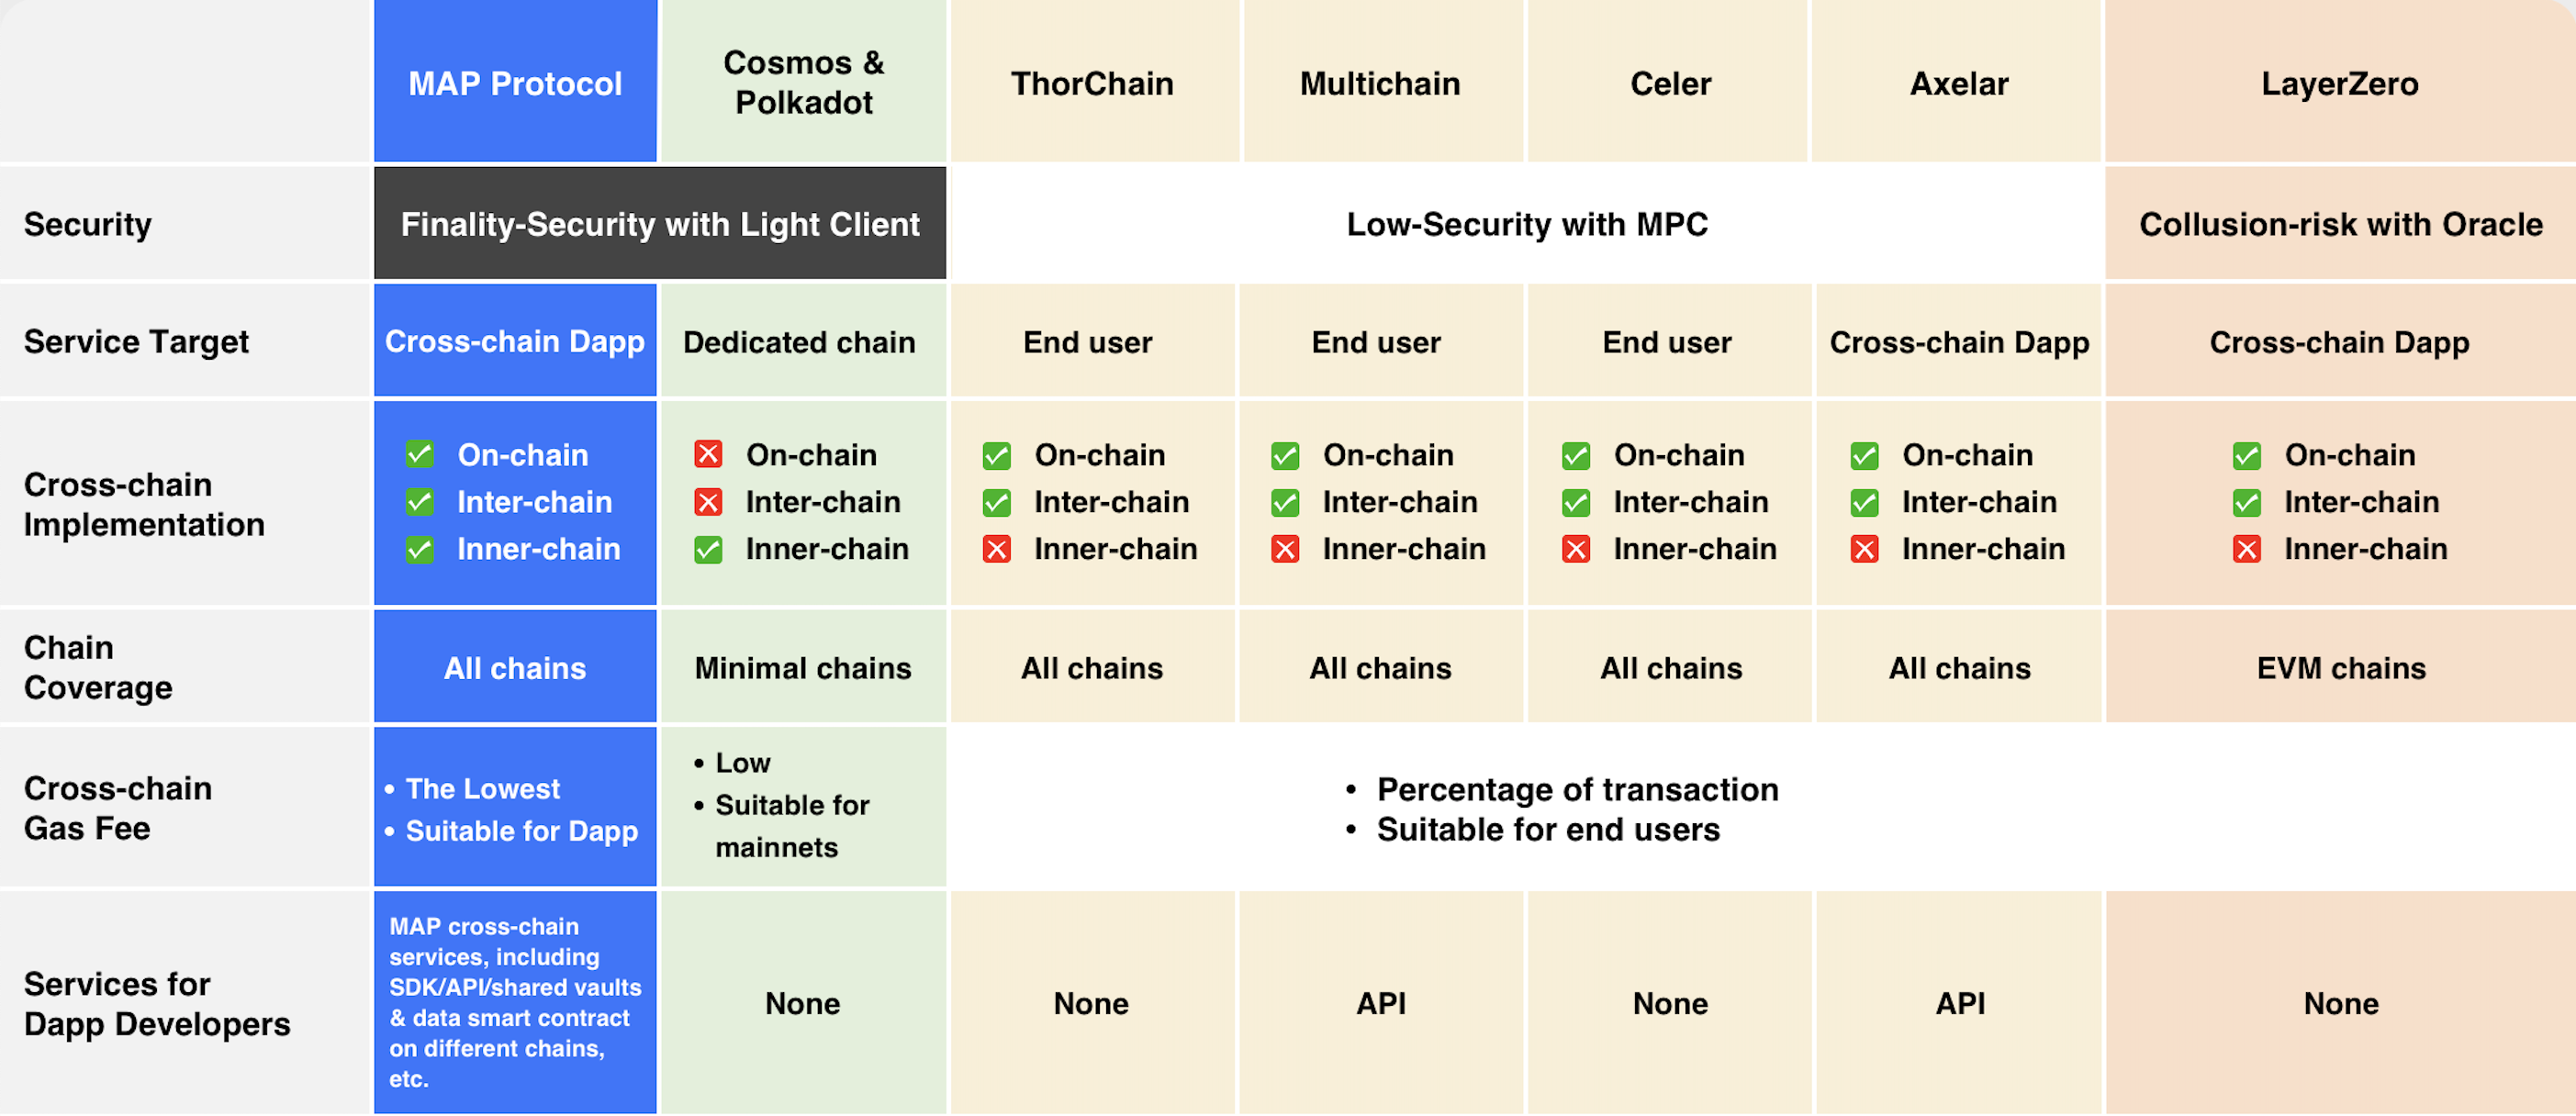 MAP Protocol
Cosmos &
Polkadot
ThorChain
Multichain
Celer
Axelar
LayerZero
Security
Finality-Security with Light Client
Low-Security with MPC
Collusion-risk with Oracle
Service Target
Cross-chain Dapp
Dedicated chain
End user
End user
End user
Cross-chain Dapp
Cross-chain Dapp
Cross-chain
Implementation
✅ On-chain
✅ Inter-chain
✅ Inner-chain
❎ On-chain
❎ Inter-chain
✅ Inner-chain
✅ On-chain
✅ Inter-chain
❎ Inner-chain
✅ On-chain
✅ Inter-chain
❎ Inner-chain
✅ On-chain
✅ Inter-chain
❎ Inner-chain
✅ On-chain
✅ Inter-chain
❎ Inner-chain
✅ On-chain
✅ Inter-chain
❎ Inner-chain
Chain
Coverage
All chains
Minimal chains
All chains
All chains
All chains
All chains
EVM chains
Cross-chain
Gas Fee
• The Lowest
• Suitable for Dapp
• Low
• Suitable for
mainnets
• Percentage of transaction
• Suitable for end users
Services for
Dapp Developers
MAP cross-chain
services, including
SDK/API/shared vaults
& data smart contract
on different chains,
etc.
None
None
API
None
API
None